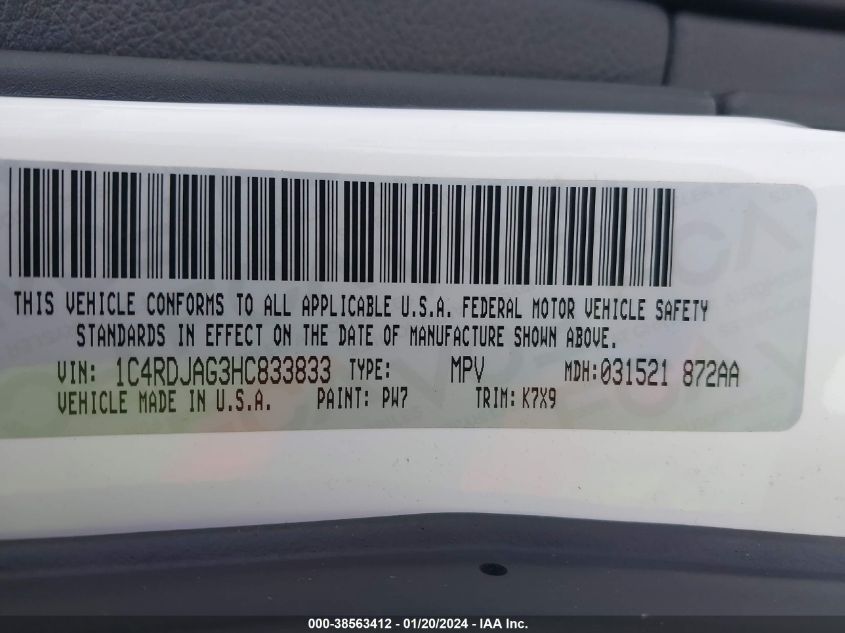 THIS VEHICLE CONFORMS TO ALL APPLICABLE U.S.A. FEDERAL MOTOR VEHICLE SAFETY
STANDARDS IN EFFECT ON THE DATE OF MANUFACTURE SHOWN ABOVE.
VIN: 1C4RDJAG3HC833833 TYPE: MPV MDH:031521 872AA
VEHICLE MADE IN U.S.A. PAINT: PW7 TRIM: K7X9
000-38563412 - 01/20/2024 - IAA Inc.